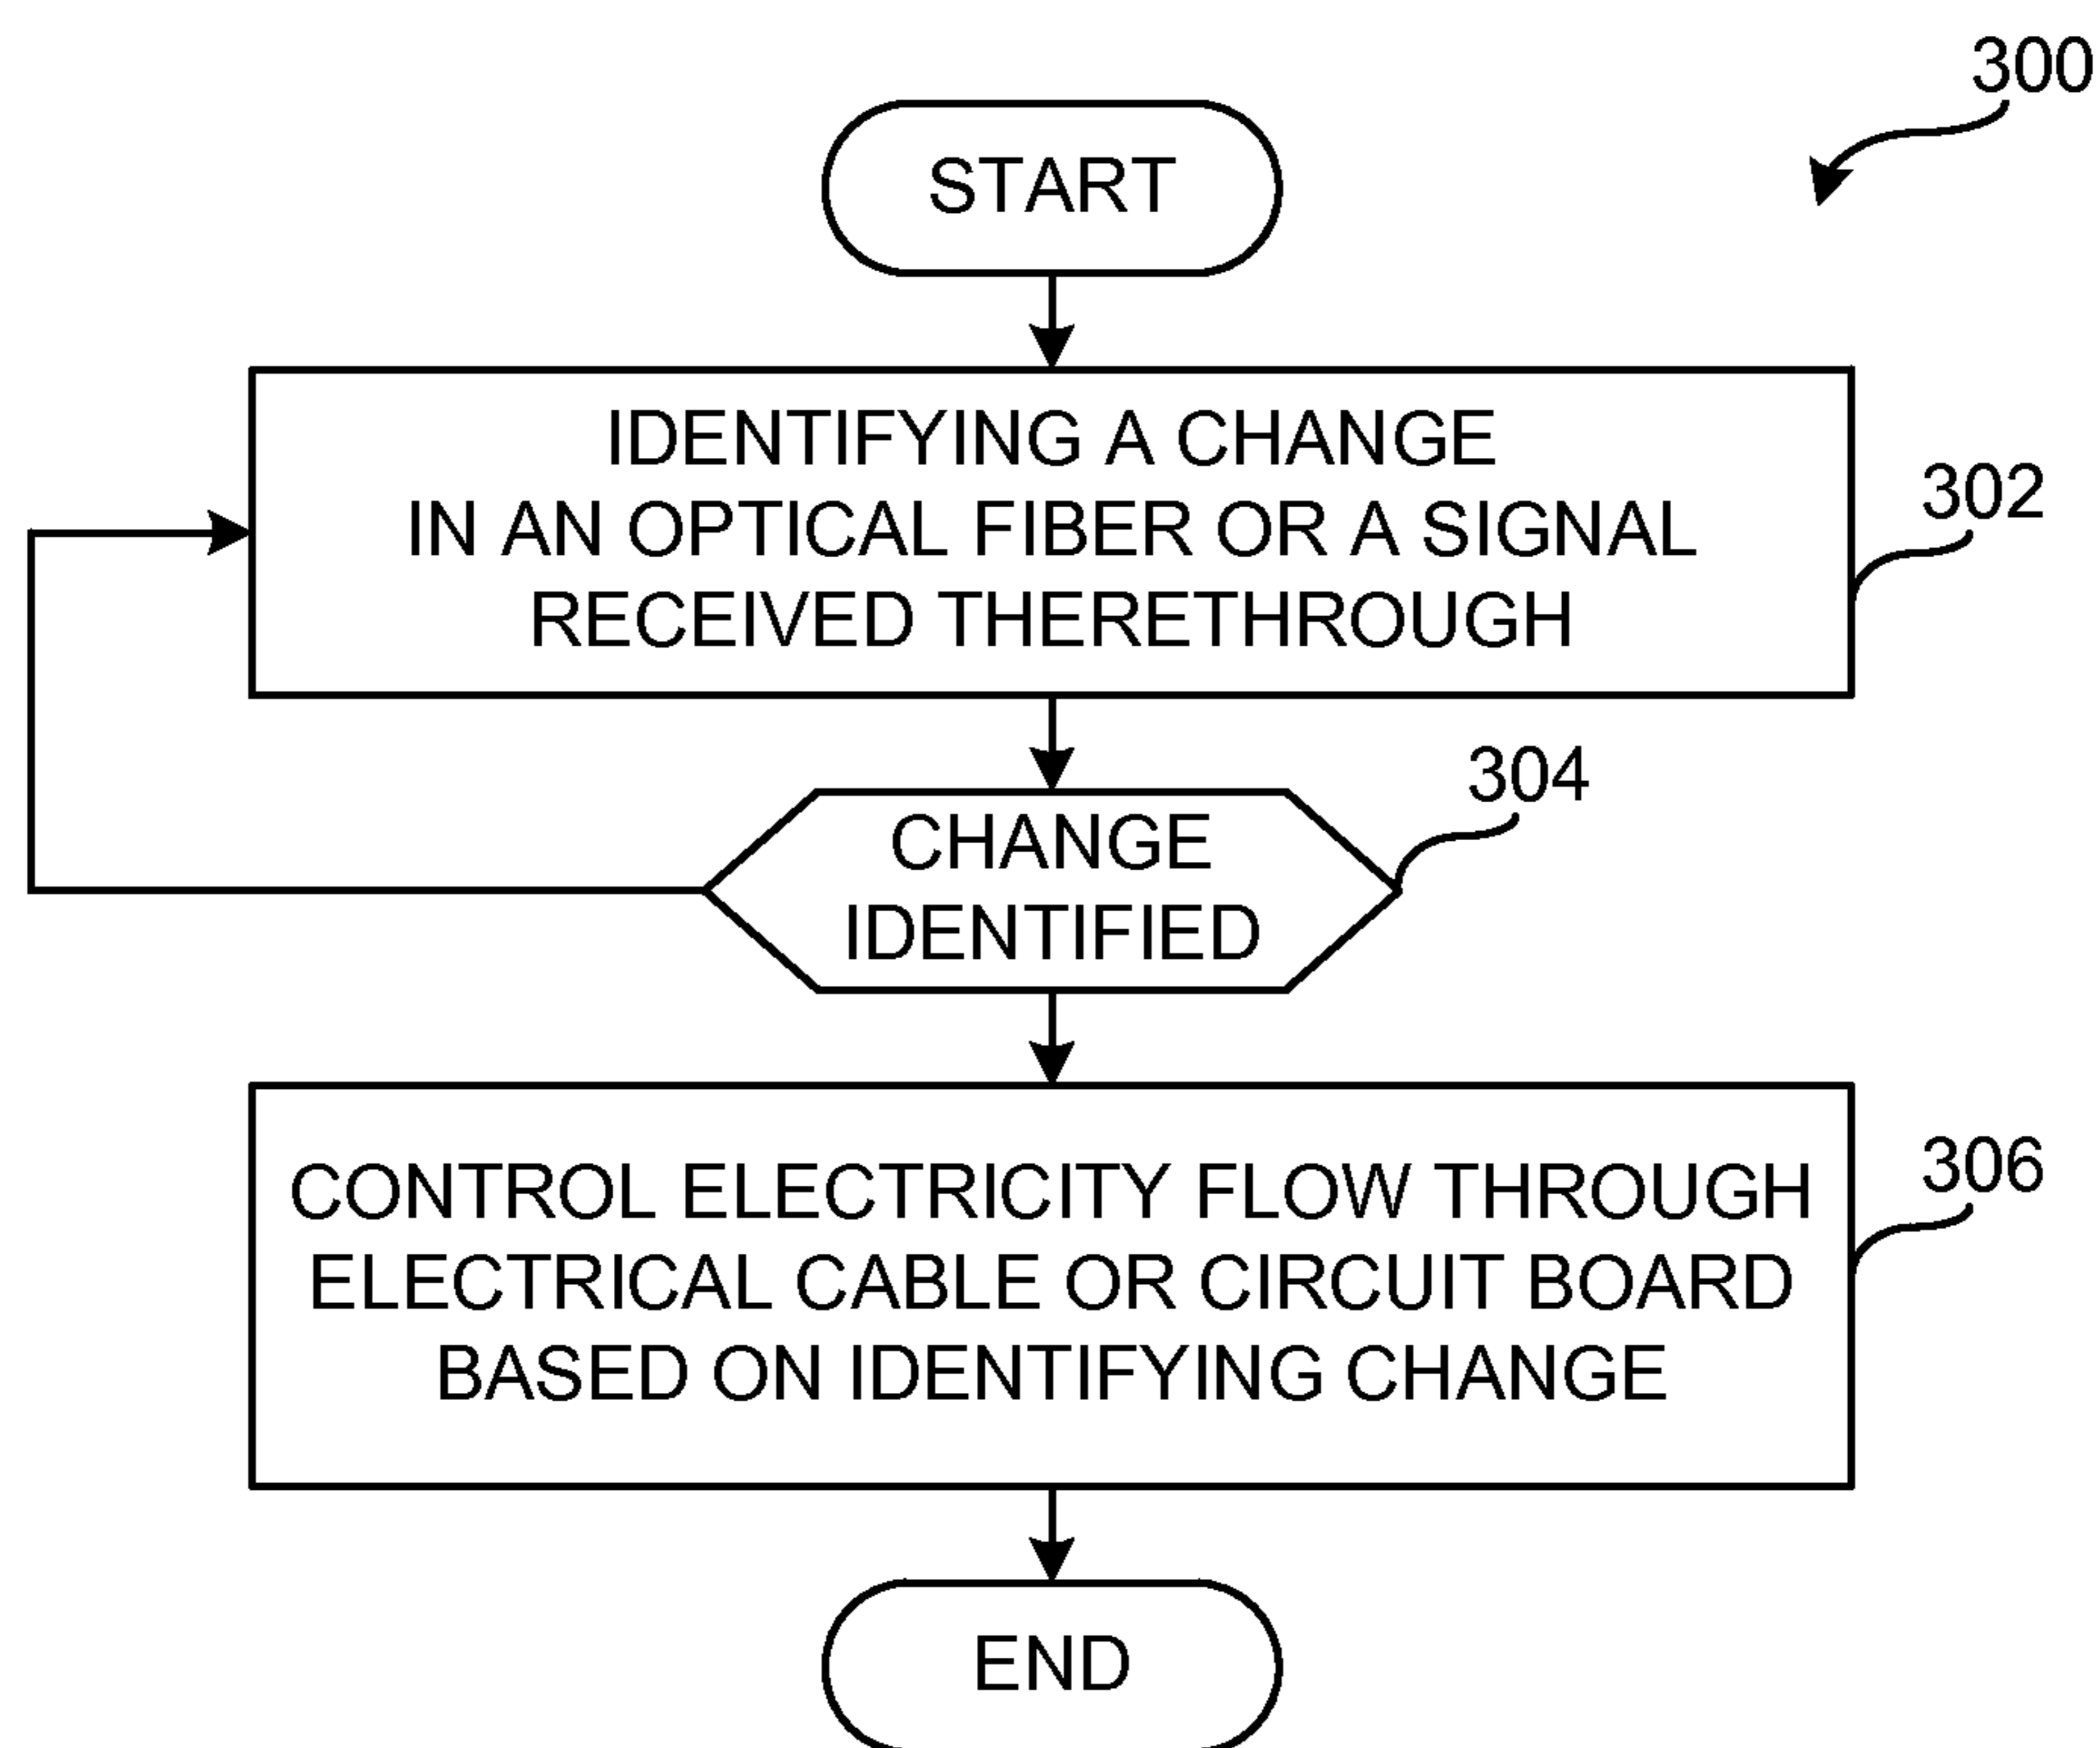 300
START
IDENTIFYING A CHANGE
IN AN OPTICAL FIBER OR A SIGNAL
RECEIVED THERETHROUGH
302
304
CHANGE
IDENTIFIED
CONTROL ELECTRICITY FLOW THROUGH
ELECTRICAL CABLE OR CIRCUIT BOARD
BASED ON IDENTIFYING CHANGE
306
END